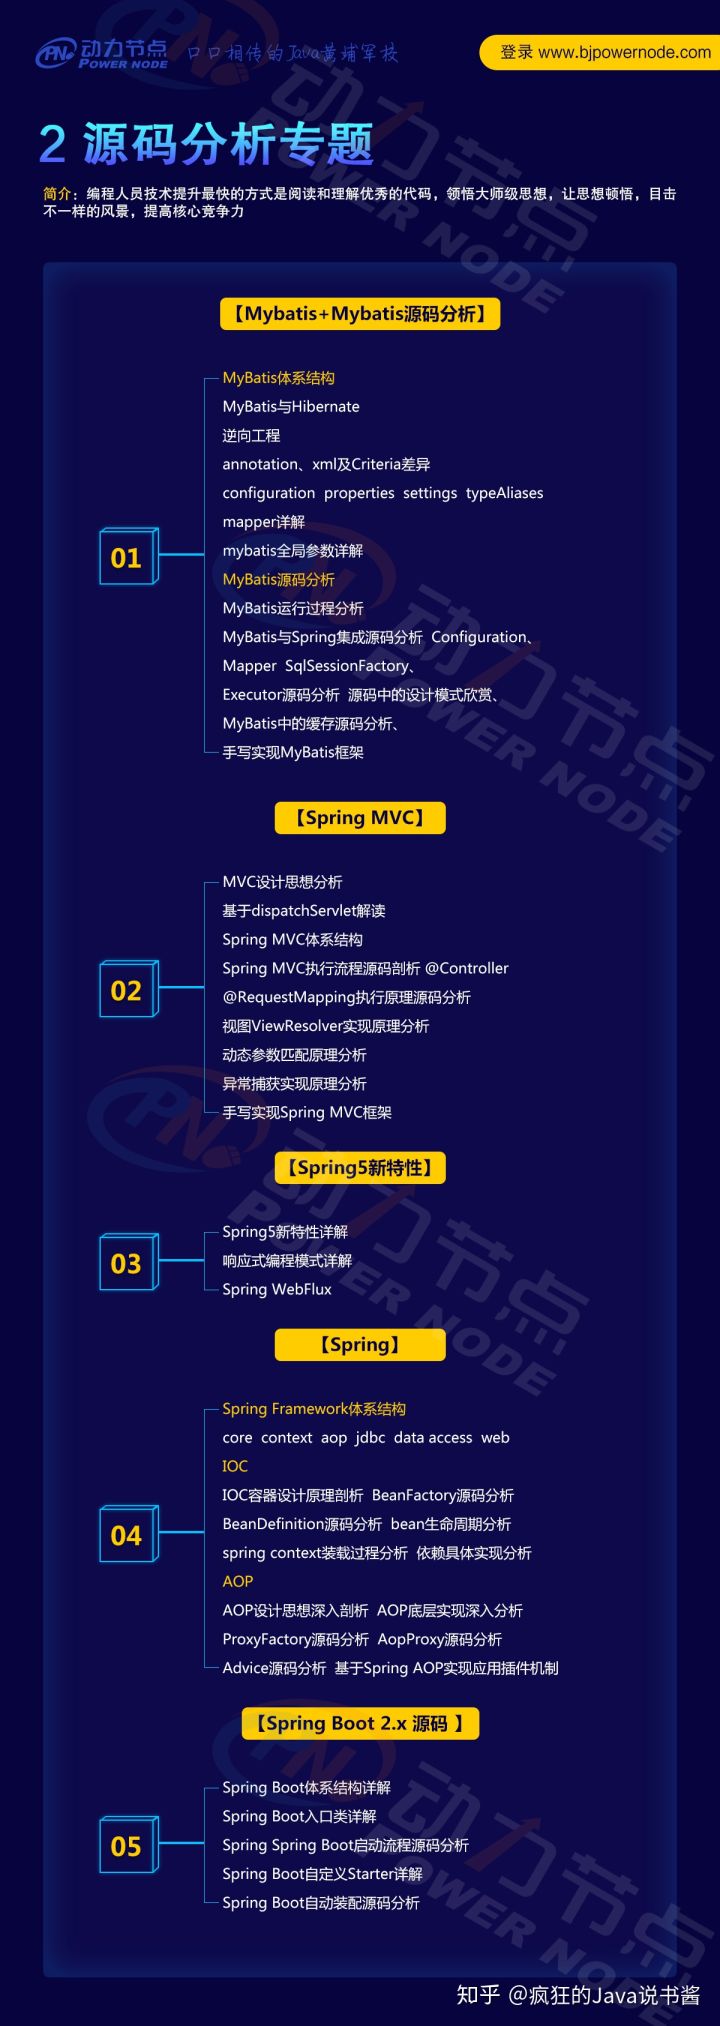 动力节点
POWER NODE
口口相传的Java黄埔军校
登录 www.bjpowernode.com
2 源码分析专题
简介：编程人员技术提升最快的方式是阅读和理解优秀的代码，领悟大师级思想，让思想顿悟，目击
不一样的风景，提高核心竞争力
【Mybatis+Mybatis源码分析】
01
MyBatis体系结构
MyBatis与Hibernate
逆向工程
annotation、xml及Criteria差异
configuration properties settings typeAliases
mapper详解
mybatis全局参数详解
MyBatis源码分析
MyBatis运行过程分析
MyBatis与Spring集成源码分析 Configuration、
Mapper SqlSessionFactory、
Executor源码分析 源码中的设计模式欣赏、
MyBatis中的缓存源码分析、
手写实现MyBatis框架
【Spring MVC】
02
MVC设计思想分析
基于dispatchServlet解读
Spring MVC体系结构
Spring MVC执行流程源码剖析 @Controller
@RequestMapping执行原理源码分析
视图ViewResolver实现原理分析
动态参数匹配原理分析
异常捕获实现原理分析
手写实现Spring MVC框架
【Spring5新特性】
03
Spring5新特性详解
响应式编程模式详解
Spring WebFlux
【Spring】
04
Spring Framework体系结构
core context aop jdbc data access web
IOC
IOC容器设计原理剖析 BeanFactory源码分析
BeanDefinition源码分析 bean生命周期分析
spring context装载过程分析 依赖具体实现分析
AOP
AOP设计思想深入剖析 AOP底层实现深入分析
ProxyFactory源码分析 AopProxy源码分析
Advice源码分析 基于Spring AOP实现应用插件机制
【Spring Boot 2.x 源码 】
05
Spring Boot体系结构详解
Spring Boot入口类详解
Spring Spring Boot启动流程源码分析
Spring Boot自定义Starter详解
Spring Boot自动装配源码分析
知乎 @疯狂的Java说书酱